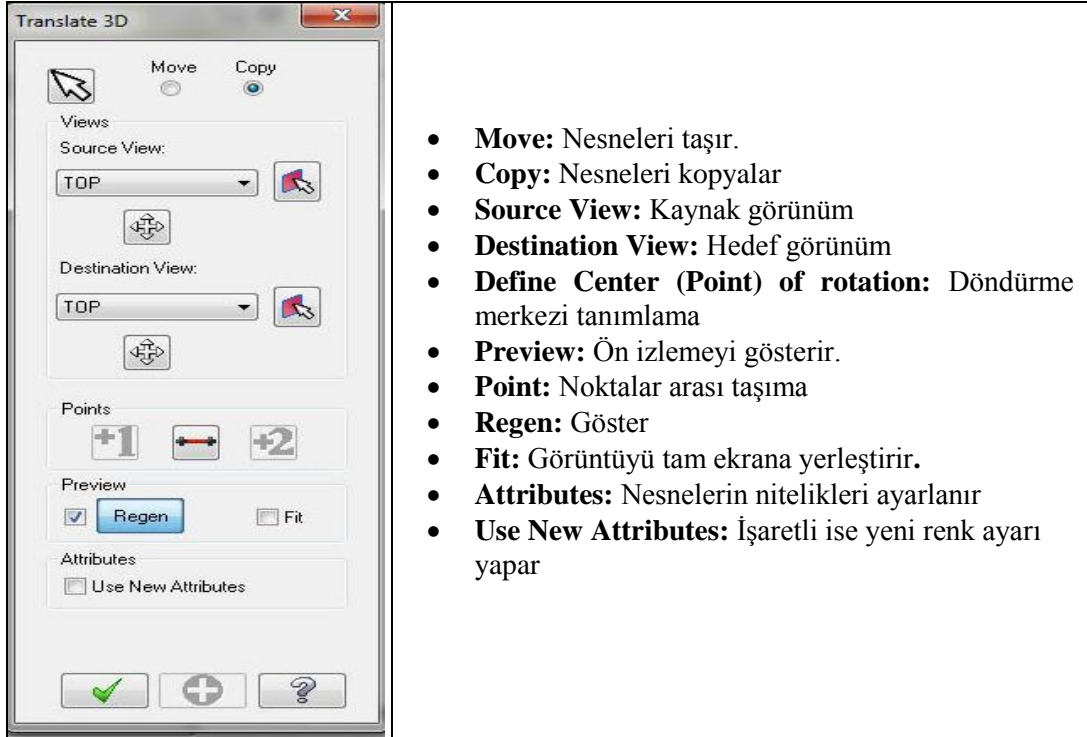 Translate 3D
Move Copy
Views
Source View:
TOP
Destination View:
TOP
Points
+1 +2
Preview
Regen Fit
Attributes
Use New Attributes
• Move: Nesneleri taşır.
• Copy: Nesneleri kopyalar
• Source View: Kaynak görünüm
• Destination View: Hedef görünüm
• Define Center (Point) of rotation: Döndürme
merkezi tanımlama
• Preview: Ön izlemeyi gösterir.
• Point: Noktalar arası taşıma
• Regen: Göster
• Fit: Görüntüyü tam ekrana yerleştirir.
• Attributes: Nesnelerin nitelikleri ayarlanır
• Use New Attributes: İşaretli ise yeni renk ayarı
yapar